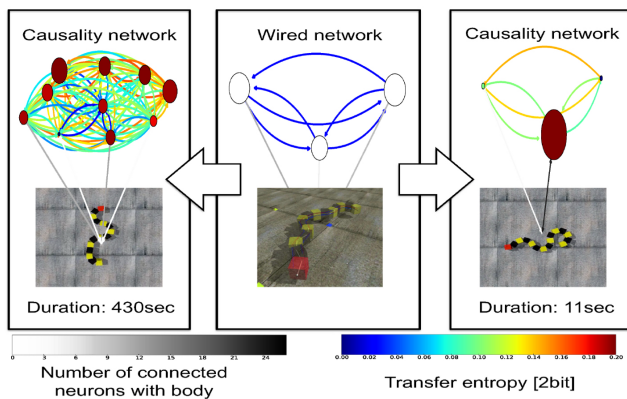 Causality network
Wired network
Causality network
Duration: 430sec
Duration: 11sec
0 3 6 9 12 15 18 21 24
Number of connected
neurons with body
0.00 0.02 0.04 0.06 0.08 0.10 0.12 0.14 0.16 0.18 0.20
Transfer entropy [2bit]